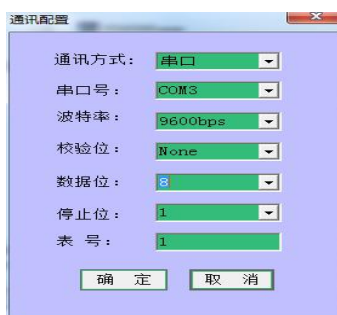 通讯配置
通讯方式： 串口
串口号： COM3
波特率： 9600bps
校验位： None
数据位： 8
停止位： 1
表 号： 1
确 定 取 消